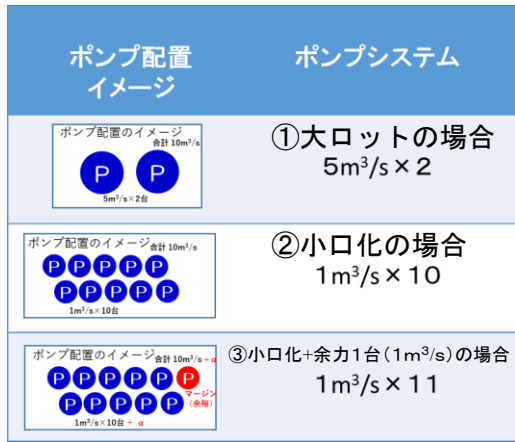 ポンプ配置
イメージ
ポンプシステム
ポンプ配置のイメージ
合計 10m³/s
P P
5m³/s×2台
①大ロットの場合
5m³/s×2
ポンプ配置のイメージ 合計 10m³/s
P P P P P
P P P P P
1m³/s×10台
②小口化の場合
1m³/s×10
ポンプ配置のイメージ 合計 10m³/s + α
P P P P P P
P P P P P
マージン
(余裕)
1m³/s×10台 + α
③小口化+余力1台(1m³/s)の場合
1m³/s×11